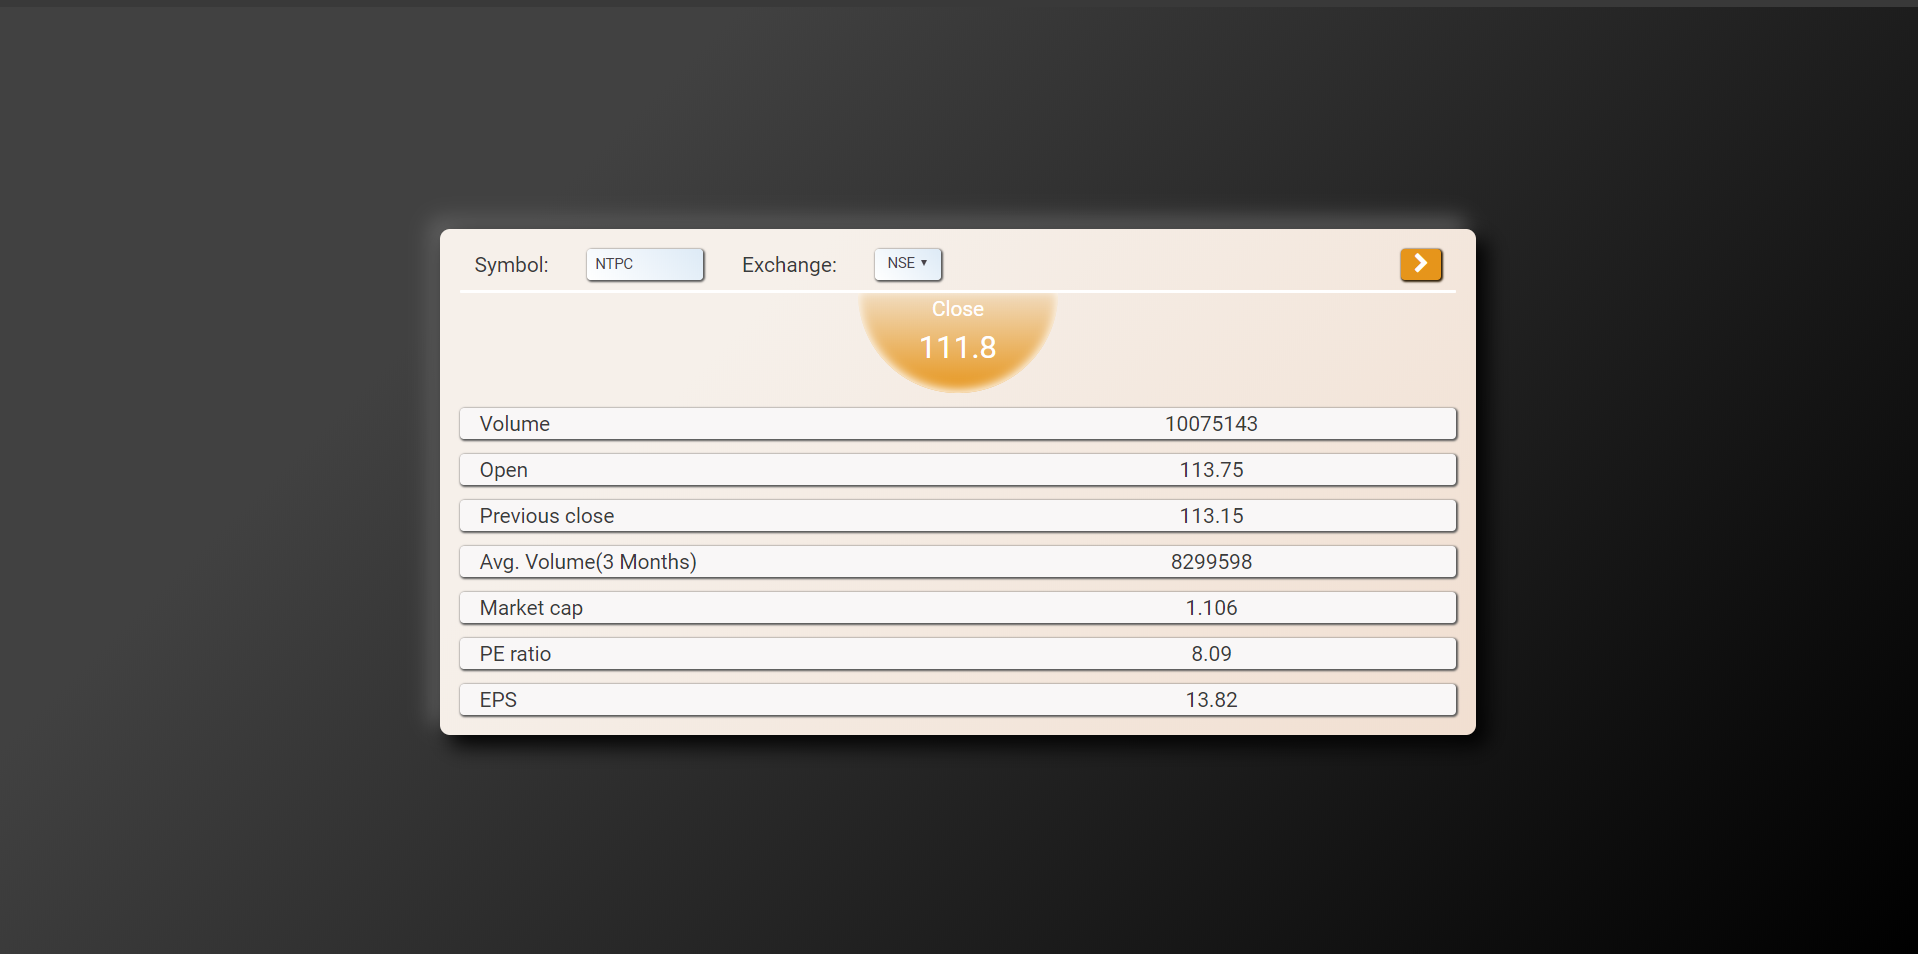 Symbol: NTPC Exchange: NSE
Close
111.8
Volume 10075143
Open 113.75
Previous close 113.15
Avg. Volume(3 Months) 8299598
Market cap 1.106
PE ratio 8.09
EPS 13.82